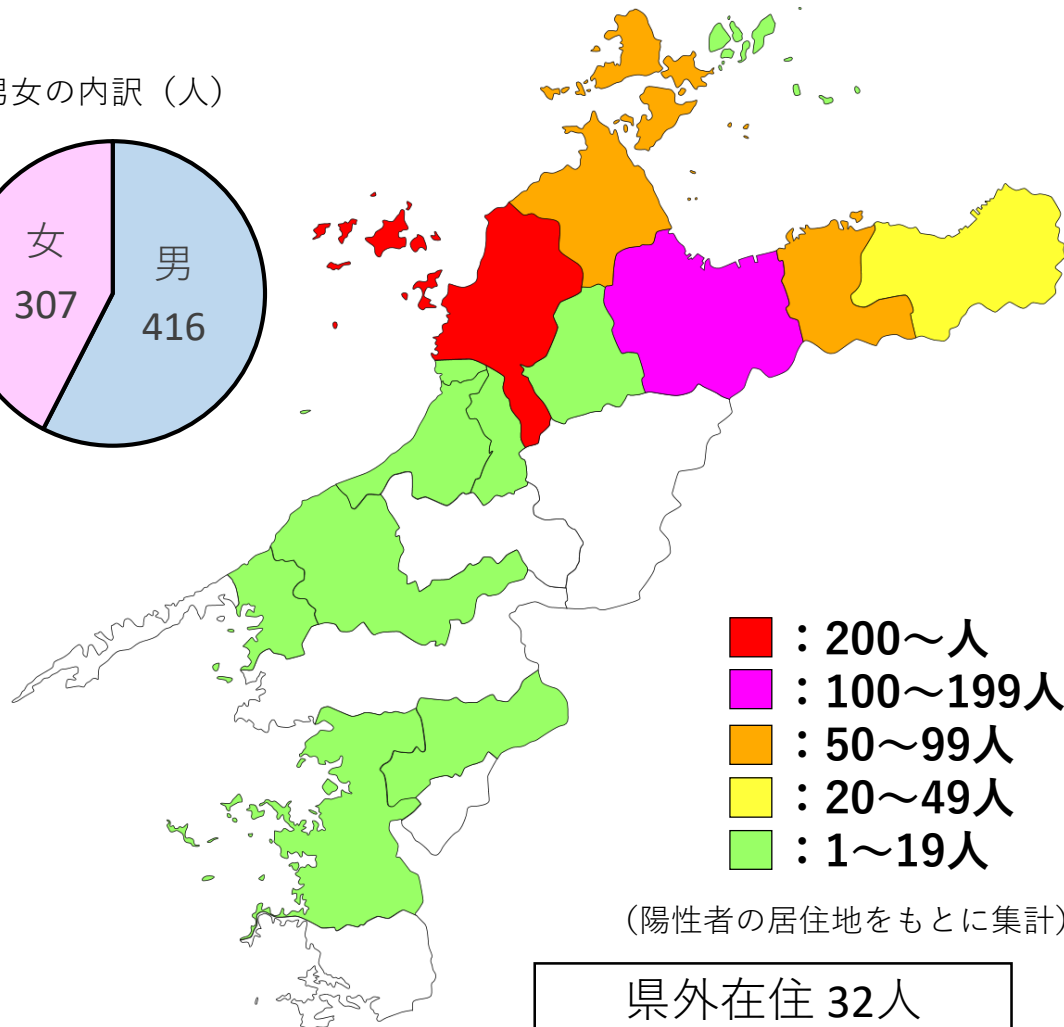 男女の内訳（人）
女
307
男
416
：200～人
：100～199人
：50～99人
：20～49人
：1～19人
（陽性者の居住地をもとに集計）
県外在住 32人